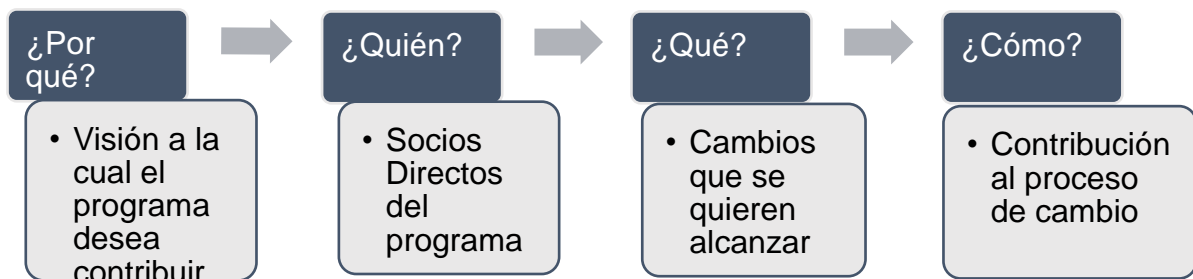 ¿Por
qué?
• Visión a la
cual el
programa
desea
contribuir
¿Quién?
• Socios
Directos
del
programa
¿Qué?
• Cambios
que se
quieren
alcanzar
¿Cómo?
• Contribución
al proceso
de cambio